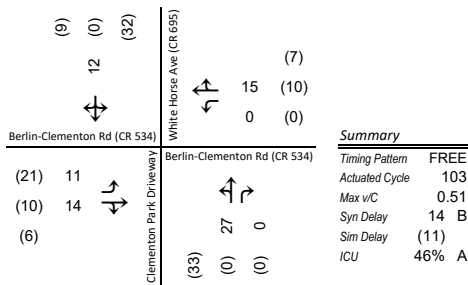 (9) (0) (32)
12
White Horse Ave (CR 695)
(7)
15 (10)
0 (0)
Berlin-Clementon Rd (CR 534)
Berlin-Clementon Rd (CR 534)
(21) 11
(10) 14
(6)
Clementon Park Driveway
27 0
(33) (0) (0)
Summary
Timing Pattern FREE
Actuated Cycle 103
Max v/C 0.51
Syn Delay 14 B
Sim Delay (11)
ICU 46% A